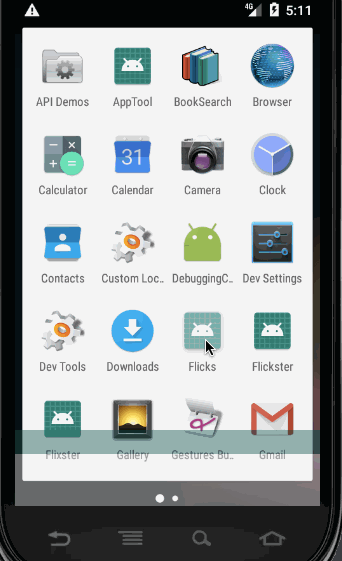 4G 5:11
API Demos AppTool BookSearch Browser
Calculator Calendar Camera Clock
31
Contacts Custom Loc.. DebuggingC.. Dev Settings
Dev Tools Downloads Flicks Flickster
Flixster Gallery Gestures Bu.. Gmail